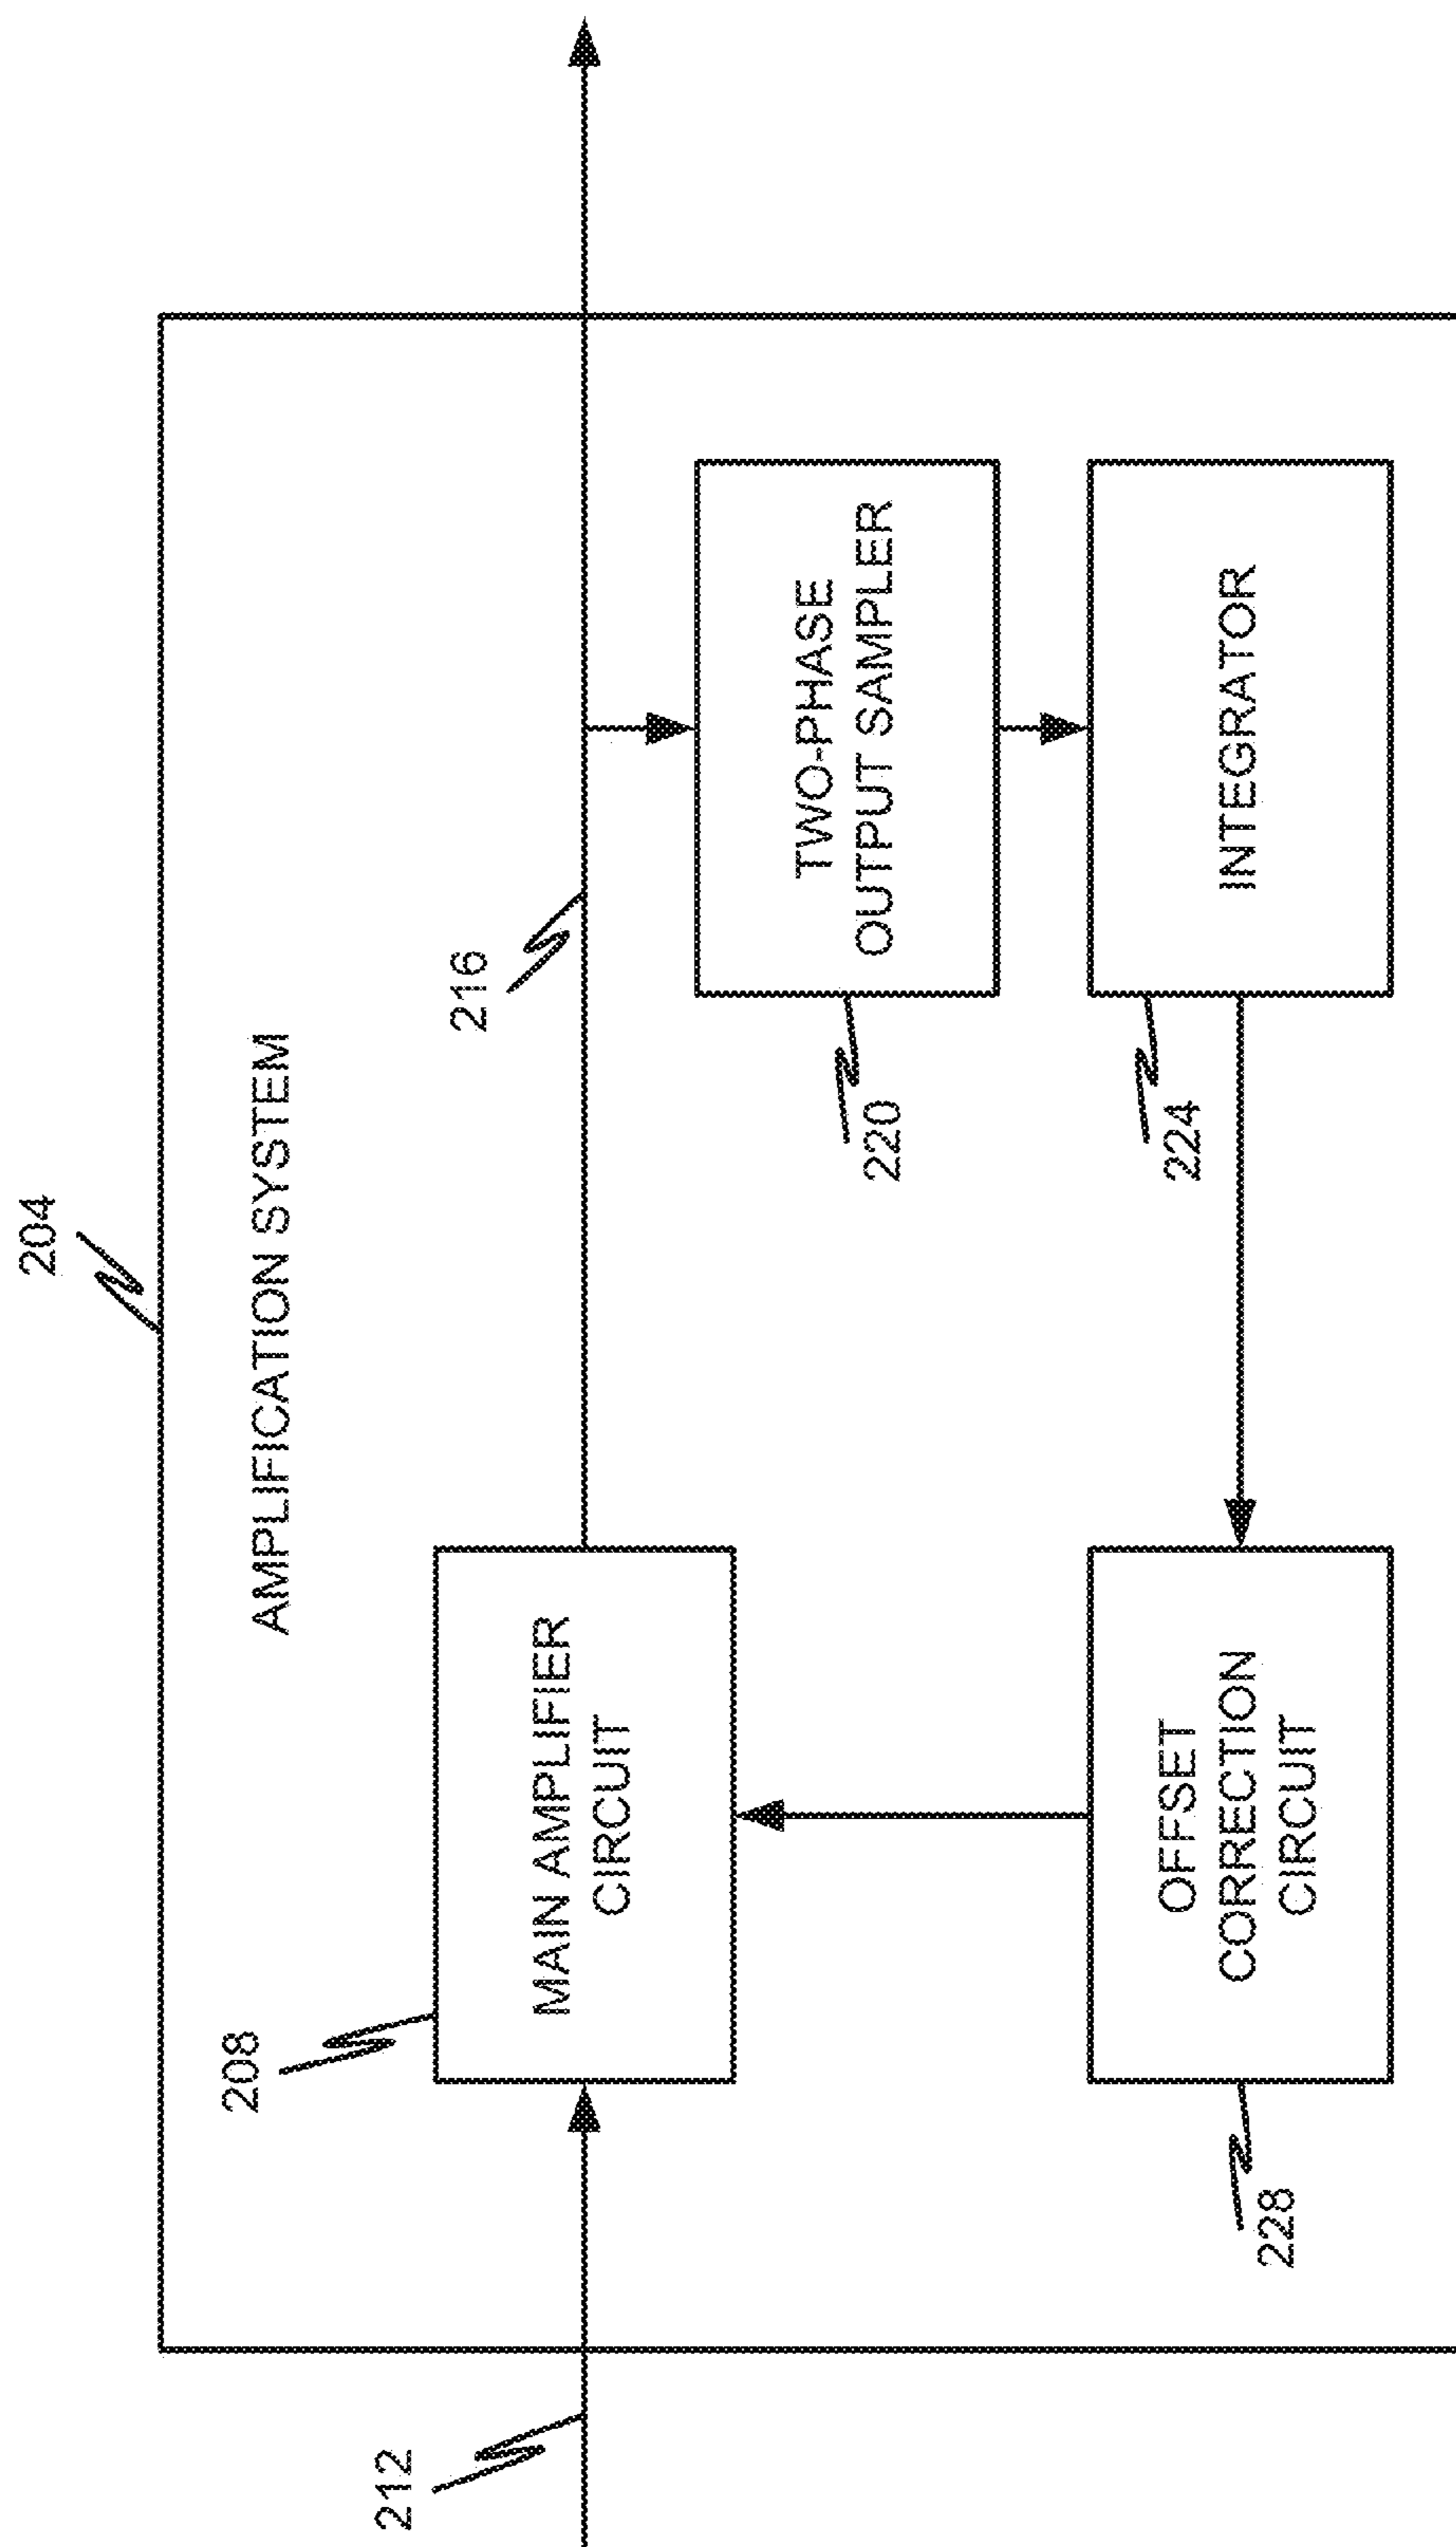 204
AMPLIFICATION SYSTEM
208
MAIN AMPLIFIER
CIRCUIT
212
216
TWO-PHASE
OUTPUT SAMPLER
220
INTEGRATOR
224
OFFSET
CORRECTION
CIRCUIT
228